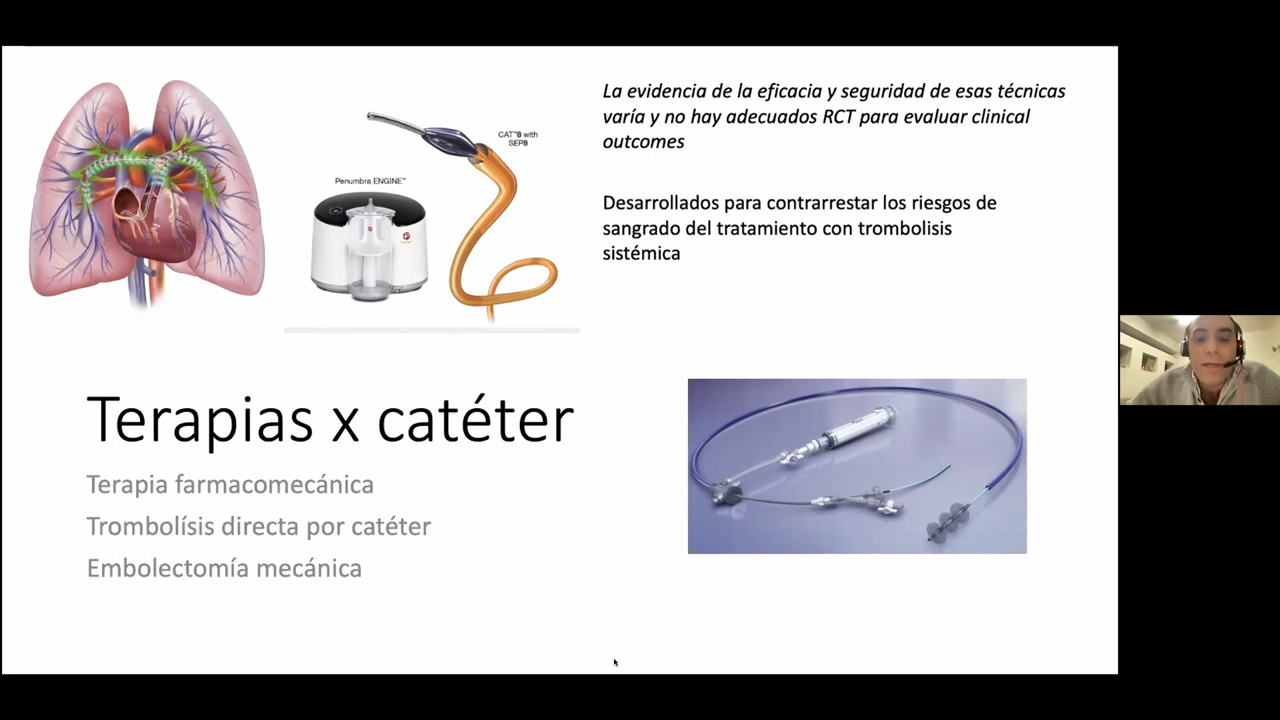 La evidencia de la eficacia y seguridad de esas técnicas
varía y no hay adecuados RCT para evaluar clinical
outcomes
CAT™8 with
SEP8
Penumbra ENGINE™
Desarrollados para contrarrestar los riesgos de
sangrado del tratamiento con trombolisis
sistémica
Terapias x catéter
Terapia farmacomecánica
Trombolísis directa por catéter
Embolectomía mecánica